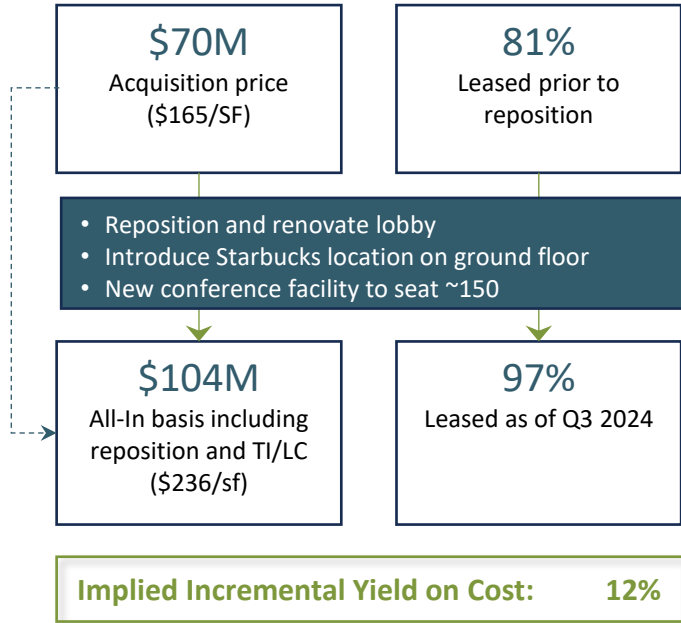 $70M
Acquisition price
($165/SF)
81%
Leased prior to
reposition
• Reposition and renovate lobby
• Introduce Starbucks location on ground floor
• New conference facility to seat ~150
$104M
All-In basis including
reposition and TI/LC
($236/sf)
97%
Leased as of Q3 2024
Implied Incremental Yield on Cost: 12%